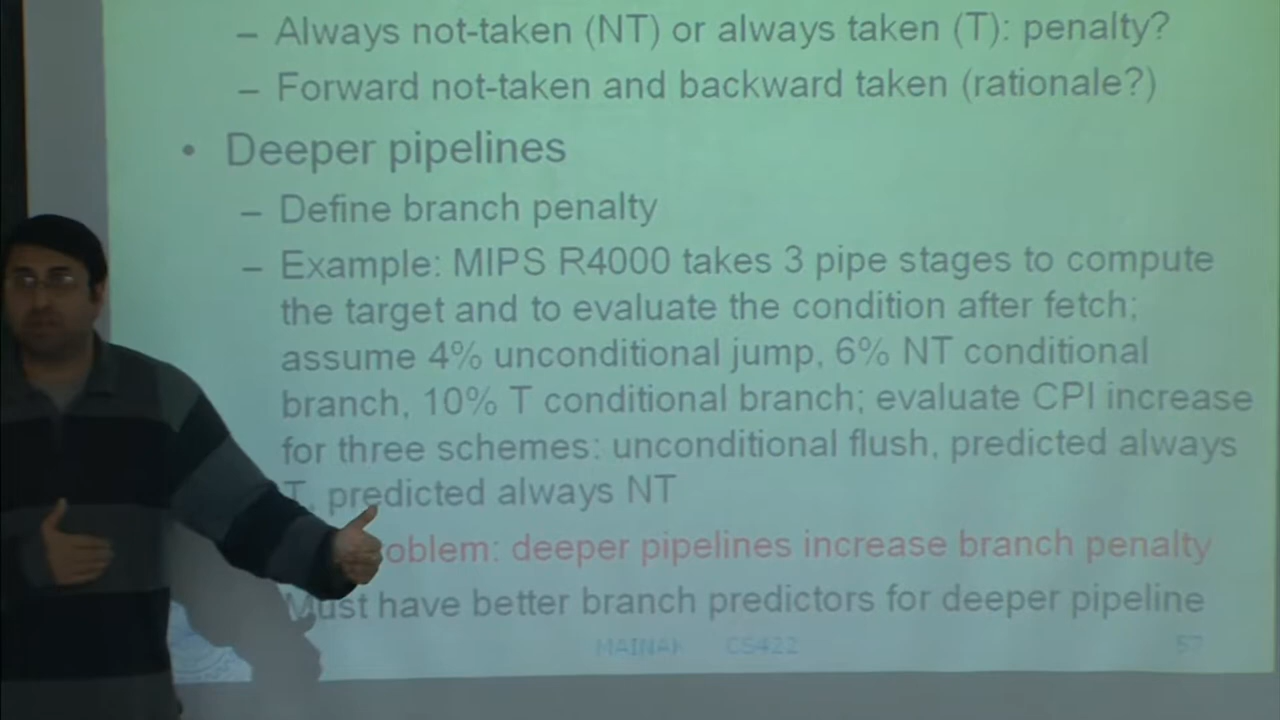 – Always not-taken (NT) or always taken (T): penalty?
– Forward not-taken and backward taken (rationale?)
• Deeper pipelines
– Define branch penalty
– Example: MIPS R4000 takes 3 pipe stages to compute
the target and to evaluate the condition after fetch;
assume 4% unconditional jump, 6% NT conditional
branch, 10% T conditional branch; evaluate CPI increase
for three schemes: unconditional flush, predicted always
T, predicted always NT
oblem: deeper pipelines increase branch penalty
Must have better branch predictors for deeper pipeline
MAINAK CS422 57